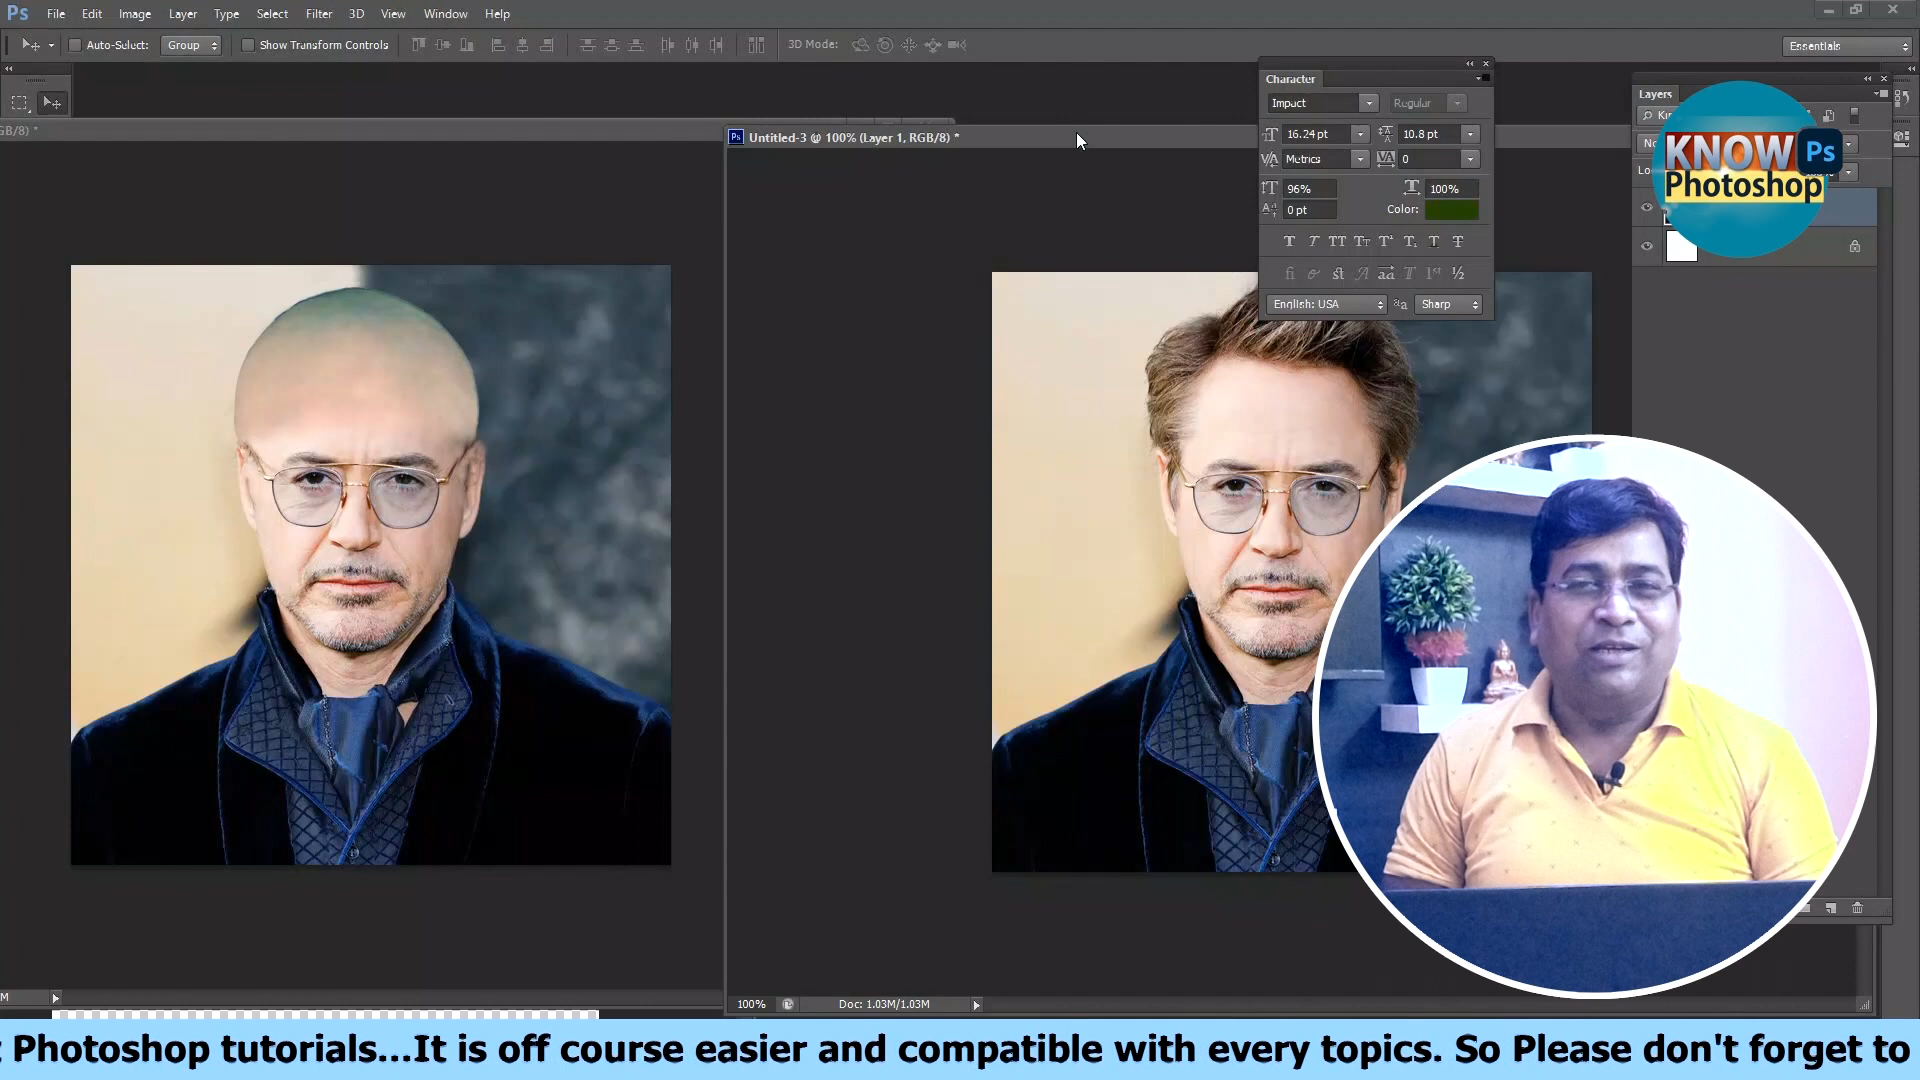 Ps File Edit Image Layer Type Select Filter 3D View Window Help
Auto-Select: Group Show Transform Controls 3D Mode: Essentials
GB/8) *
Ps Untitled-3 @ 100% (Layer 1, RGB/8) *
Character
Impact Regular
16.24 pt 10.8 pt
Metrics 0
96% 100%
0 pt Color:
English: USA Sharp
Layers
KNOW Ps
Photoshop
M
100% Doc: 1.03M/1.03M
Photoshop tutorials...It is off course easier and compatible with every topics. So Please don't forget to